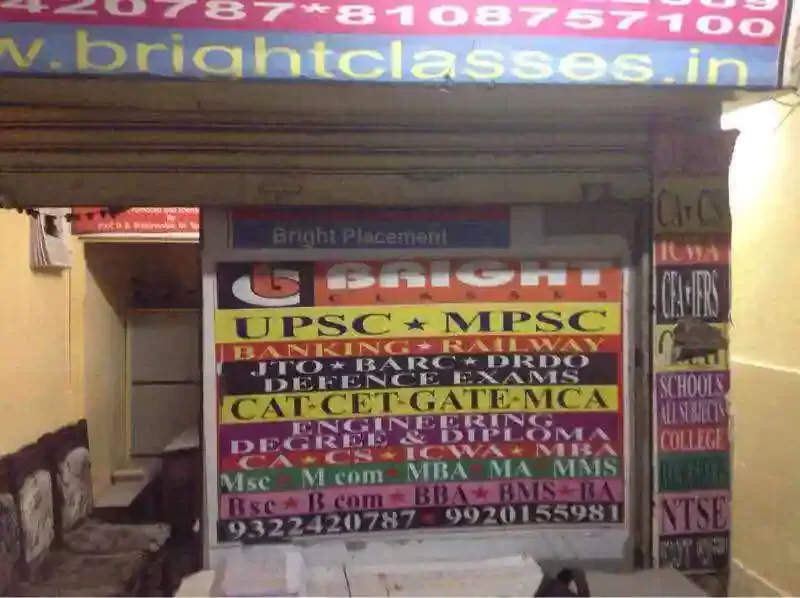 420787*8108757100
w.brightclasses.in
Bright Placement
BRIGHT
CLASSES
UPSC ★ MPSC
BANKING ★ RAILWAY
JTO ★ BARC ★ DRDO
DEFENCE EXAMS
CAT-CET-GATE-MCA
ENGINEERING
DEGREE & DIPLOMA
CA ★ CS ★ ICWA ★ MBA
Msc ★ M com ★ MBA ★ MA ★ MMS
Bsc ★ B com ★ BBA ★ BMS ★ BA
9322420787 ★ 9920155981
CA★CS
ICWA
CFA★IFRS
SCHOOLS
ALL SUBJECTS
COLLEGE
NTSE